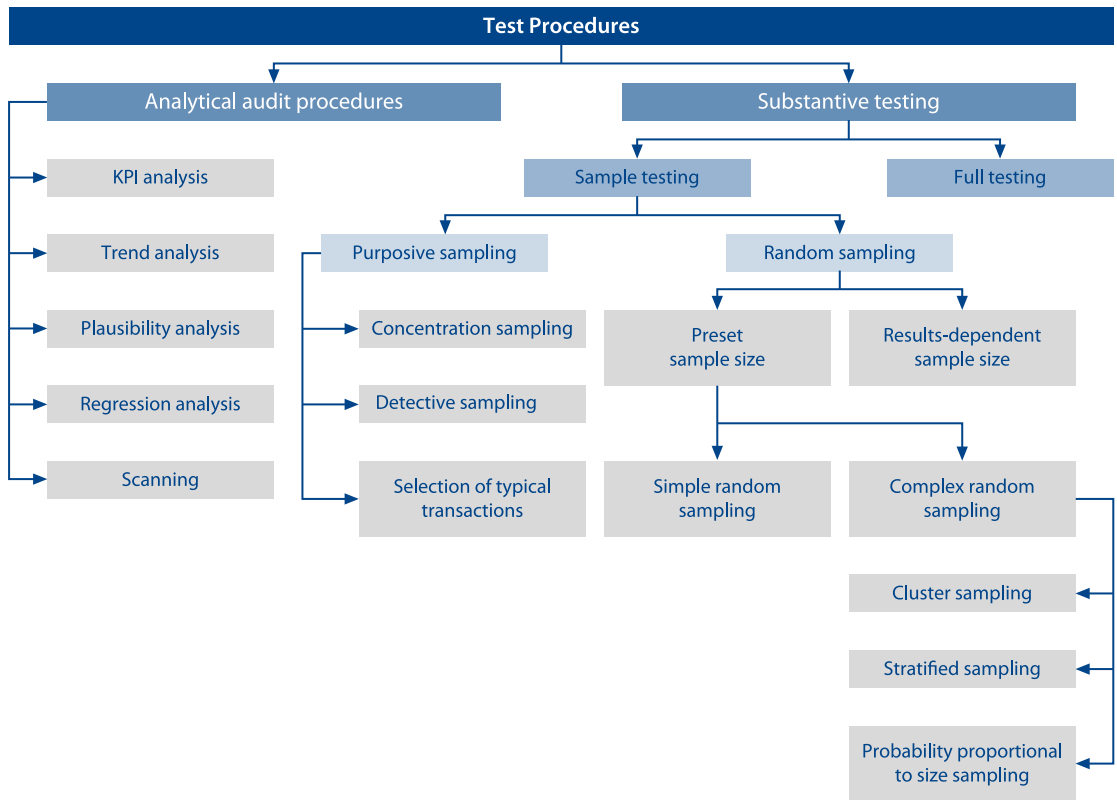 Test Procedures
Analytical audit procedures
Substantive testing
KPI analysis
Sample testing
Full testing
Trend analysis
Purposive sampling
Random sampling
Plausibility analysis
Concentration sampling
Preset
sample size
Results-dependent
sample size
Regression analysis
Detective sampling
Scanning
Selection of typical
transactions
Simple random
sampling
Complex random
sampling
Cluster sampling
Stratified sampling
Probability proportional
to size sampling